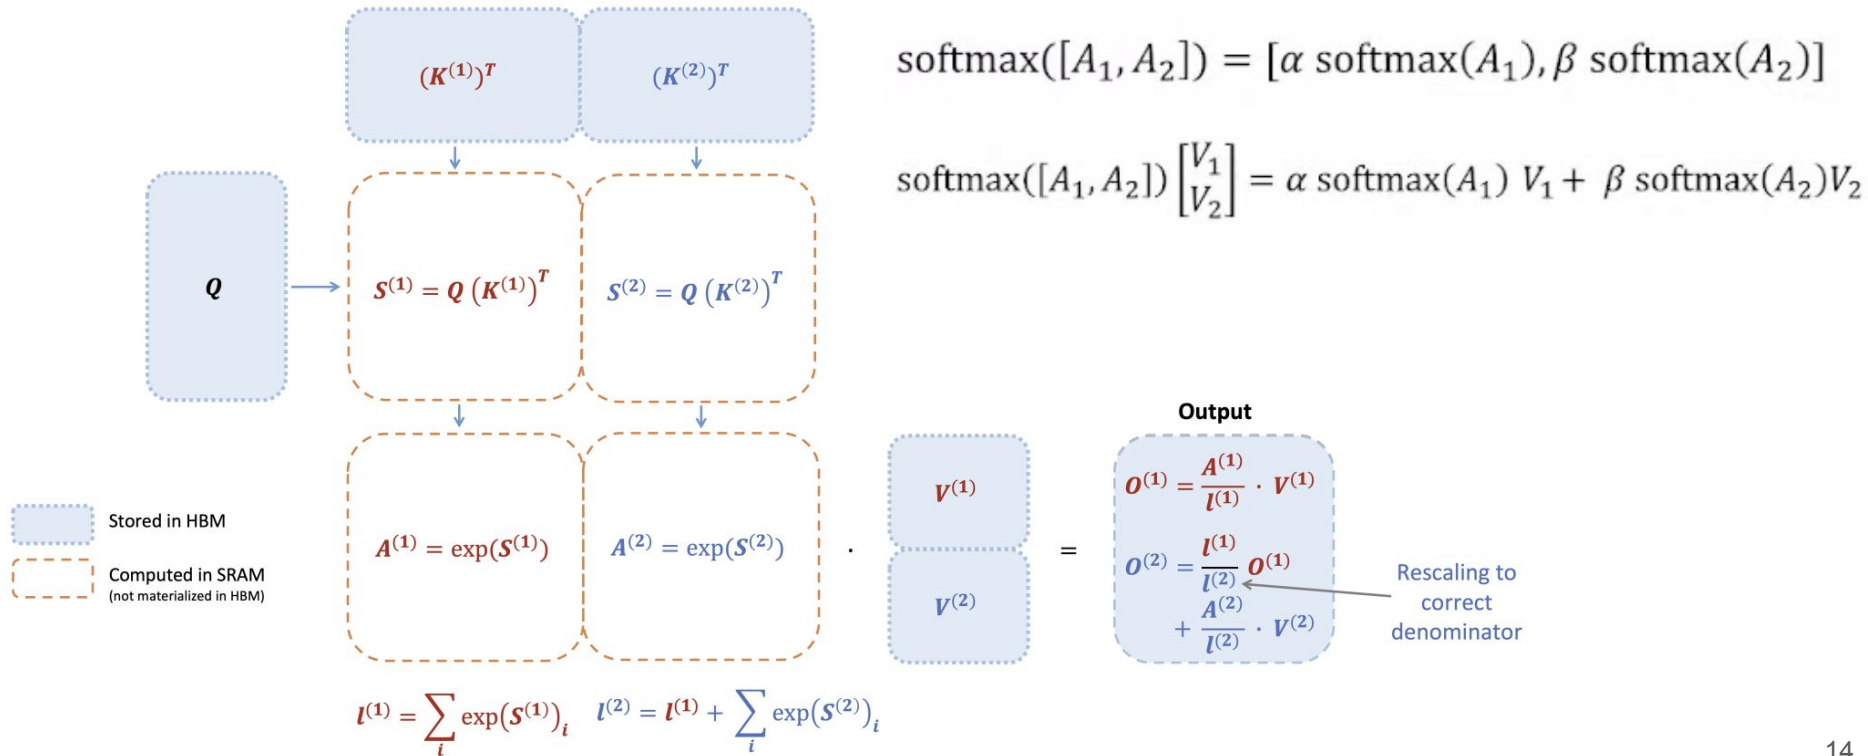 (K^(1))^T
(K^(2))^T
softmax([A_1, A_2]) = [α softmax(A_1), β softmax(A_2)]
softmax([A_1, A_2]) [V_1 V_2] = α softmax(A_1) V_1 + β softmax(A_2)V_2
Q
S^(1) = Q (K^(1))^T
S^(2) = Q (K^(2))^T
Stored in HBM
Computed in SRAM
(not materialized in HBM)
A^(1) = exp(S^(1))
A^(2) = exp(S^(2))
·
V^(1)
V^(2)
=
Output
O^(1) = A^(1)/l^(1) · V^(1)
O^(2) = l^(1)/l^(2) O^(1)
+ A^(2)/l^(2) · V^(2)
Rescaling to
correct
denominator
l^(1) = ∑_i exp(S^(1))_i
l^(2) = l^(1) + ∑_i exp(S^(2))_i
14